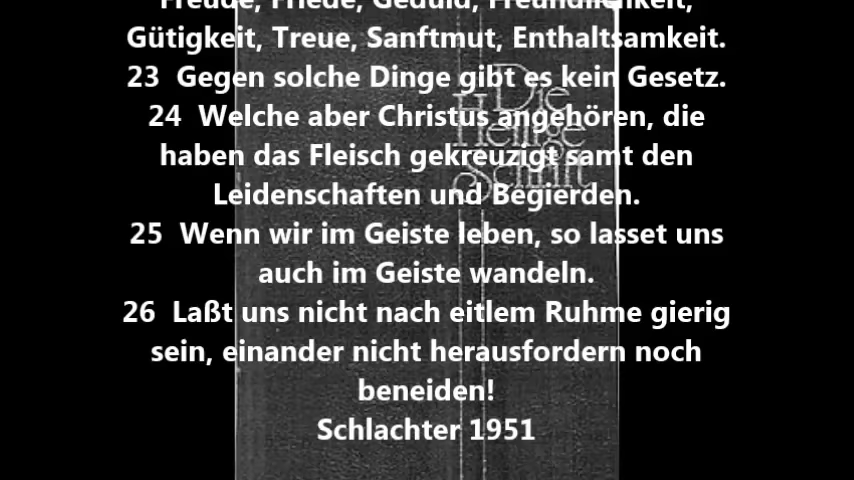 Freude, Friede, Geduld, Freundlichkeit,
Gütigkeit, Treue, Sanftmut, Enthaltsamkeit.
23  Gegen solche Dinge gibt es kein Gesetz.
24  Welche aber Christus angehören, die
haben das Fleisch gekreuzigt samt den
Leidenschaften und Begierden.
25  Wenn wir im Geiste leben, so lasset uns
auch im Geiste wandeln.
26  Laßt uns nicht nach eitlem Ruhme gierig
sein, einander nicht herausfordern noch
beneiden!
Schlachter 1951
Die
Heilige
Schrift